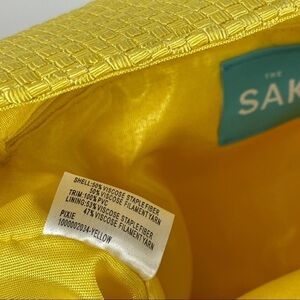 THE
SAK
SHELL:50% VISCOSE STAPLE FIBER
50% VISCOSE FILAMENT YARN
TRIM:100% PVC
LINING:53% VISCOSE STAPLE FIBER
47% VISCOSE FILAMENT YARN
PIXIE
1000002034-YELLOW